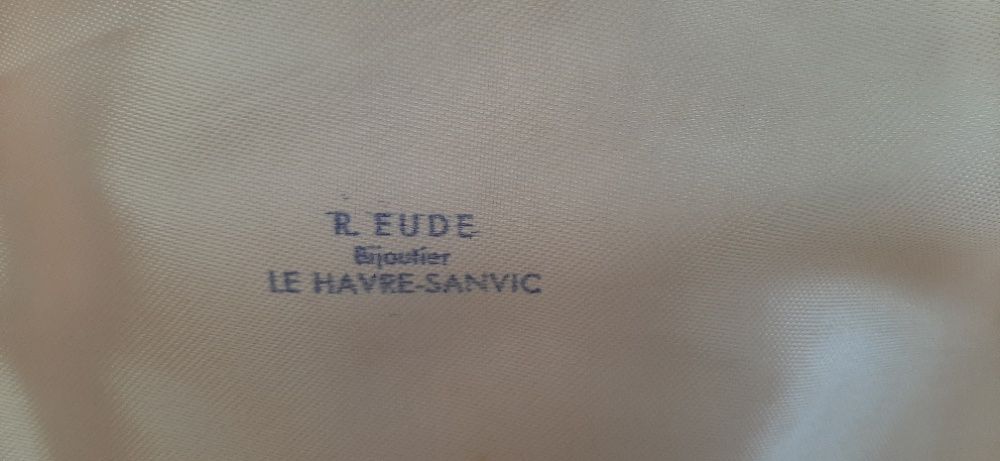 R. EUDE
Bijoutier
LE HAVRE-SANVIC